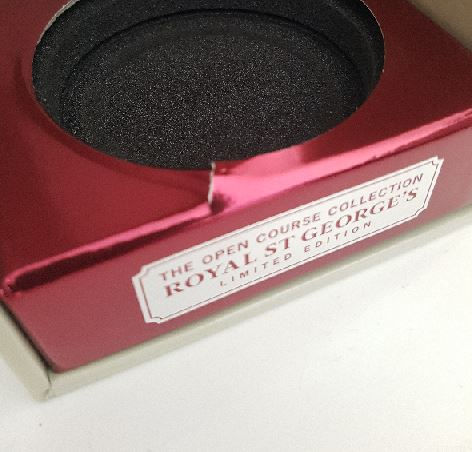 THE OPEN COURSE COLLECTION
ROYAL ST GEORGE'S
LIMITED EDITION